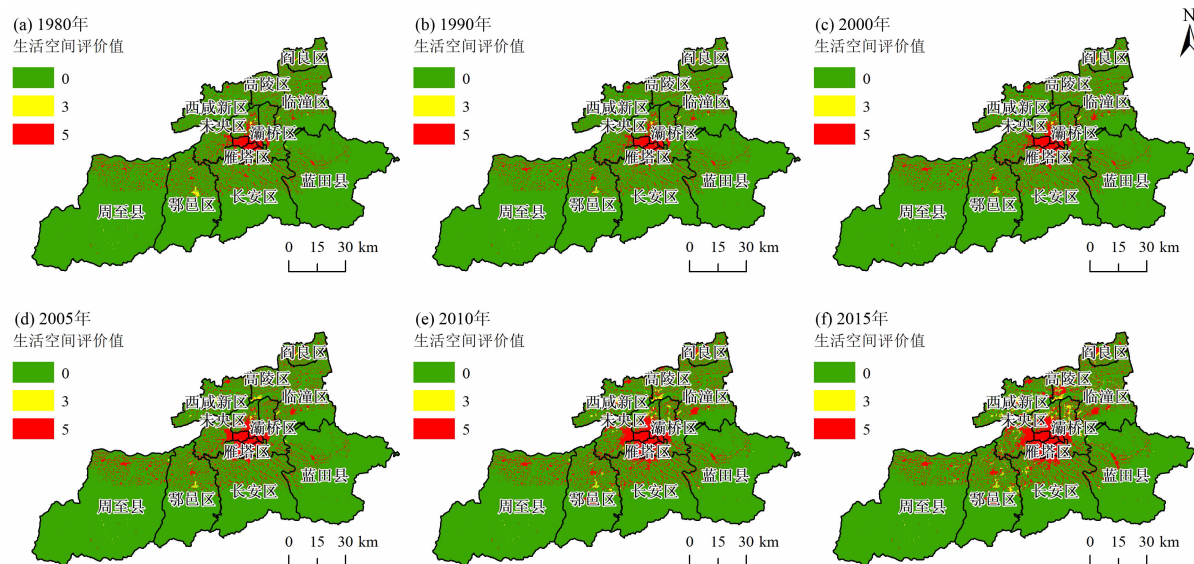 (a) 1980年
生活空间评价值
0
3
5
阎良区
高陵区
临潼区
西咸新区
未央区
灞桥区
雁塔区
蓝田县
长安区
鄠邑区
周至县
0 15 30 km
(b) 1990年
生活空间评价值
0
3
5
阎良区
高陵区
临潼区
西咸新区
未央区
灞桥区
雁塔区
蓝田县
长安区
鄠邑区
周至县
0 15 30 km
(c) 2000年
生活空间评价值
0
3
5
阎良区
高陵区
临潼区
西咸新区
未央区
灞桥区
雁塔区
蓝田县
长安区
鄠邑区
周至县
0 15 30 km
N
(d) 2005年
生活空间评价值
0
3
5
阎良区
高陵区
临潼区
西咸新区
未央区
灞桥区
雁塔区
蓝田县
长安区
鄠邑区
周至县
0 15 30 km
(e) 2010年
生活空间评价值
0
3
5
阎良区
高陵区
临潼区
西咸新区
未央区
灞桥区
雁塔区
蓝田县
长安区
鄠邑区
周至县
0 15 30 km
(f) 2015年
生活空间评价值
0
3
5
阎良区
高陵区
临潼区
西咸新区
未央区
灞桥区
雁塔区
蓝田县
长安区
鄠邑区
周至县
0 15 30 km